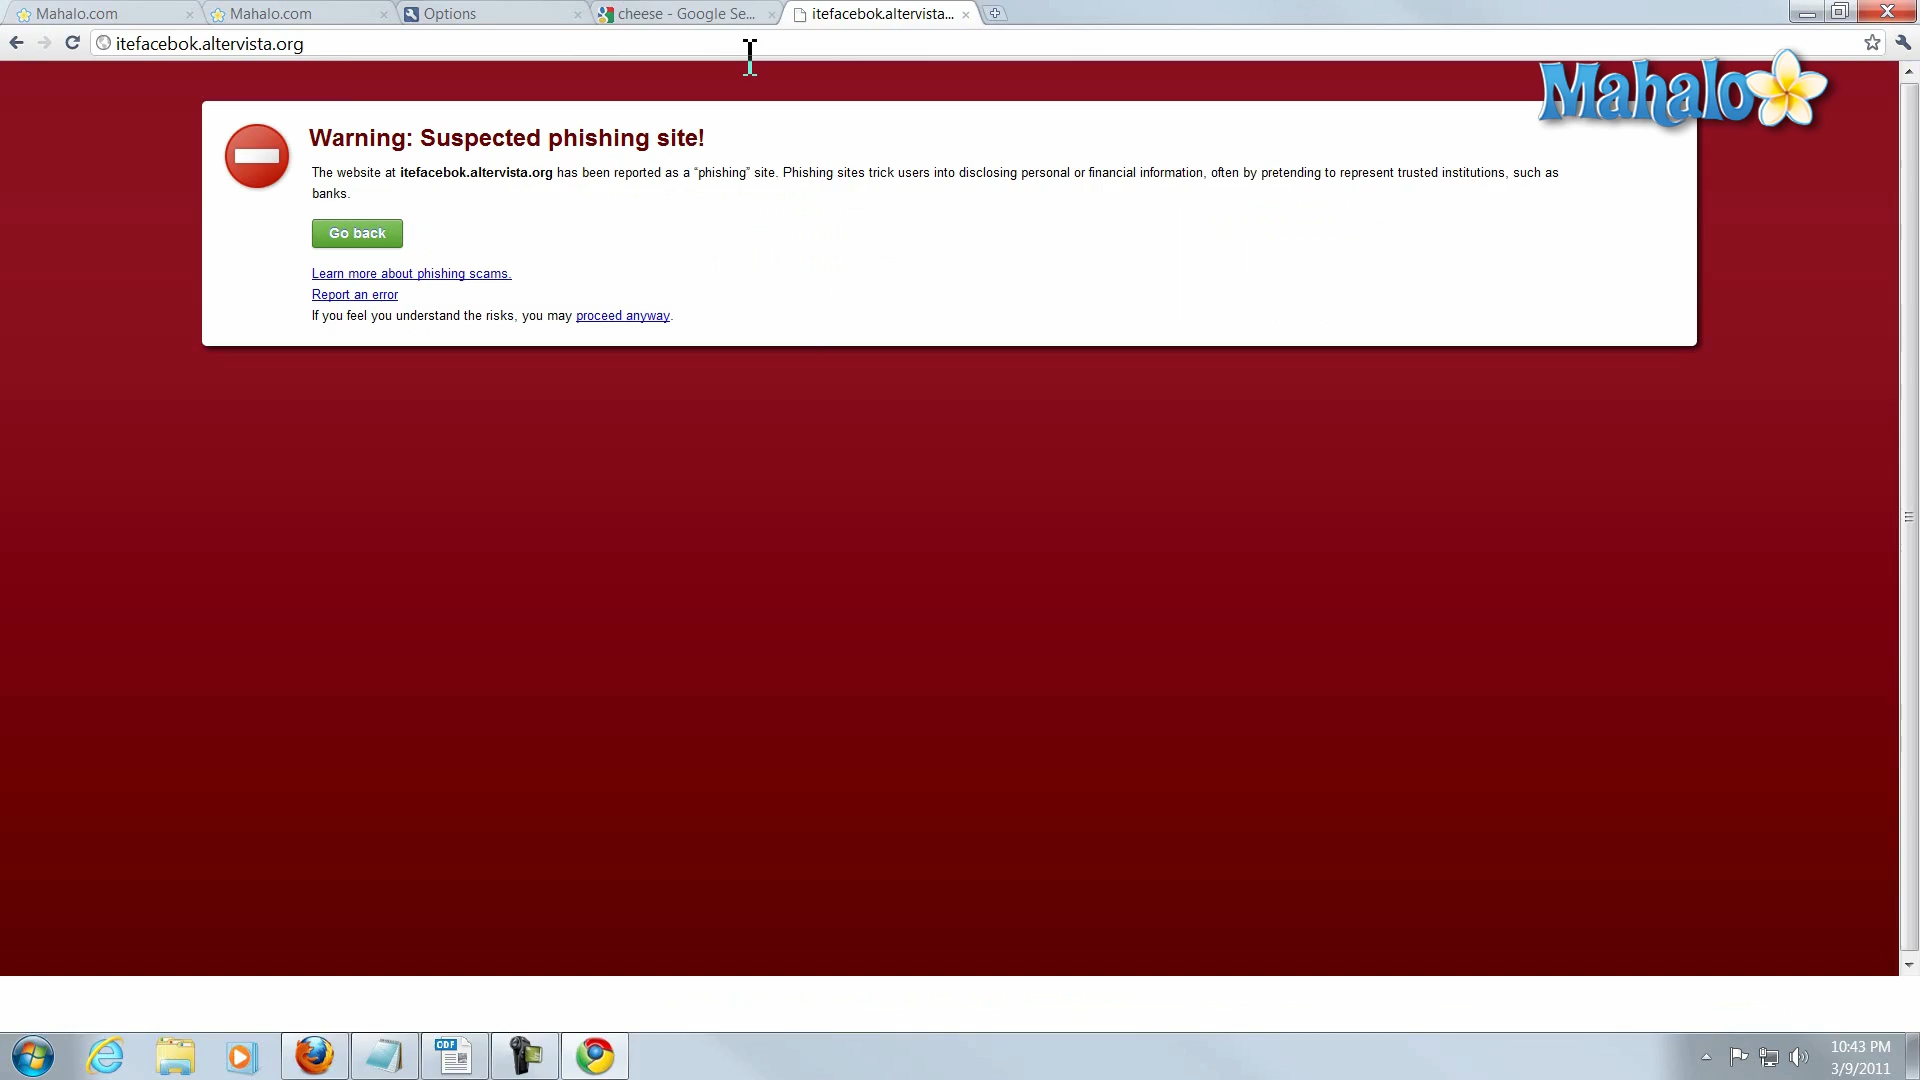 Mahalo.com
Mahalo.com
Options
cheese - Google Se...
itefacebok.altervista...
itefacebok.altervista.org
Mahalo
Warning: Suspected phishing site!
The website at itefacebok.altervista.org has been reported as a “phishing” site. Phishing sites trick users into disclosing personal or financial information, often by pretending to represent trusted institutions, such as
banks.
Go back
Learn more about phishing scams.
Report an error
If you feel you understand the risks, you may proceed anyway.
ODF
10:43 PM
3/9/2011